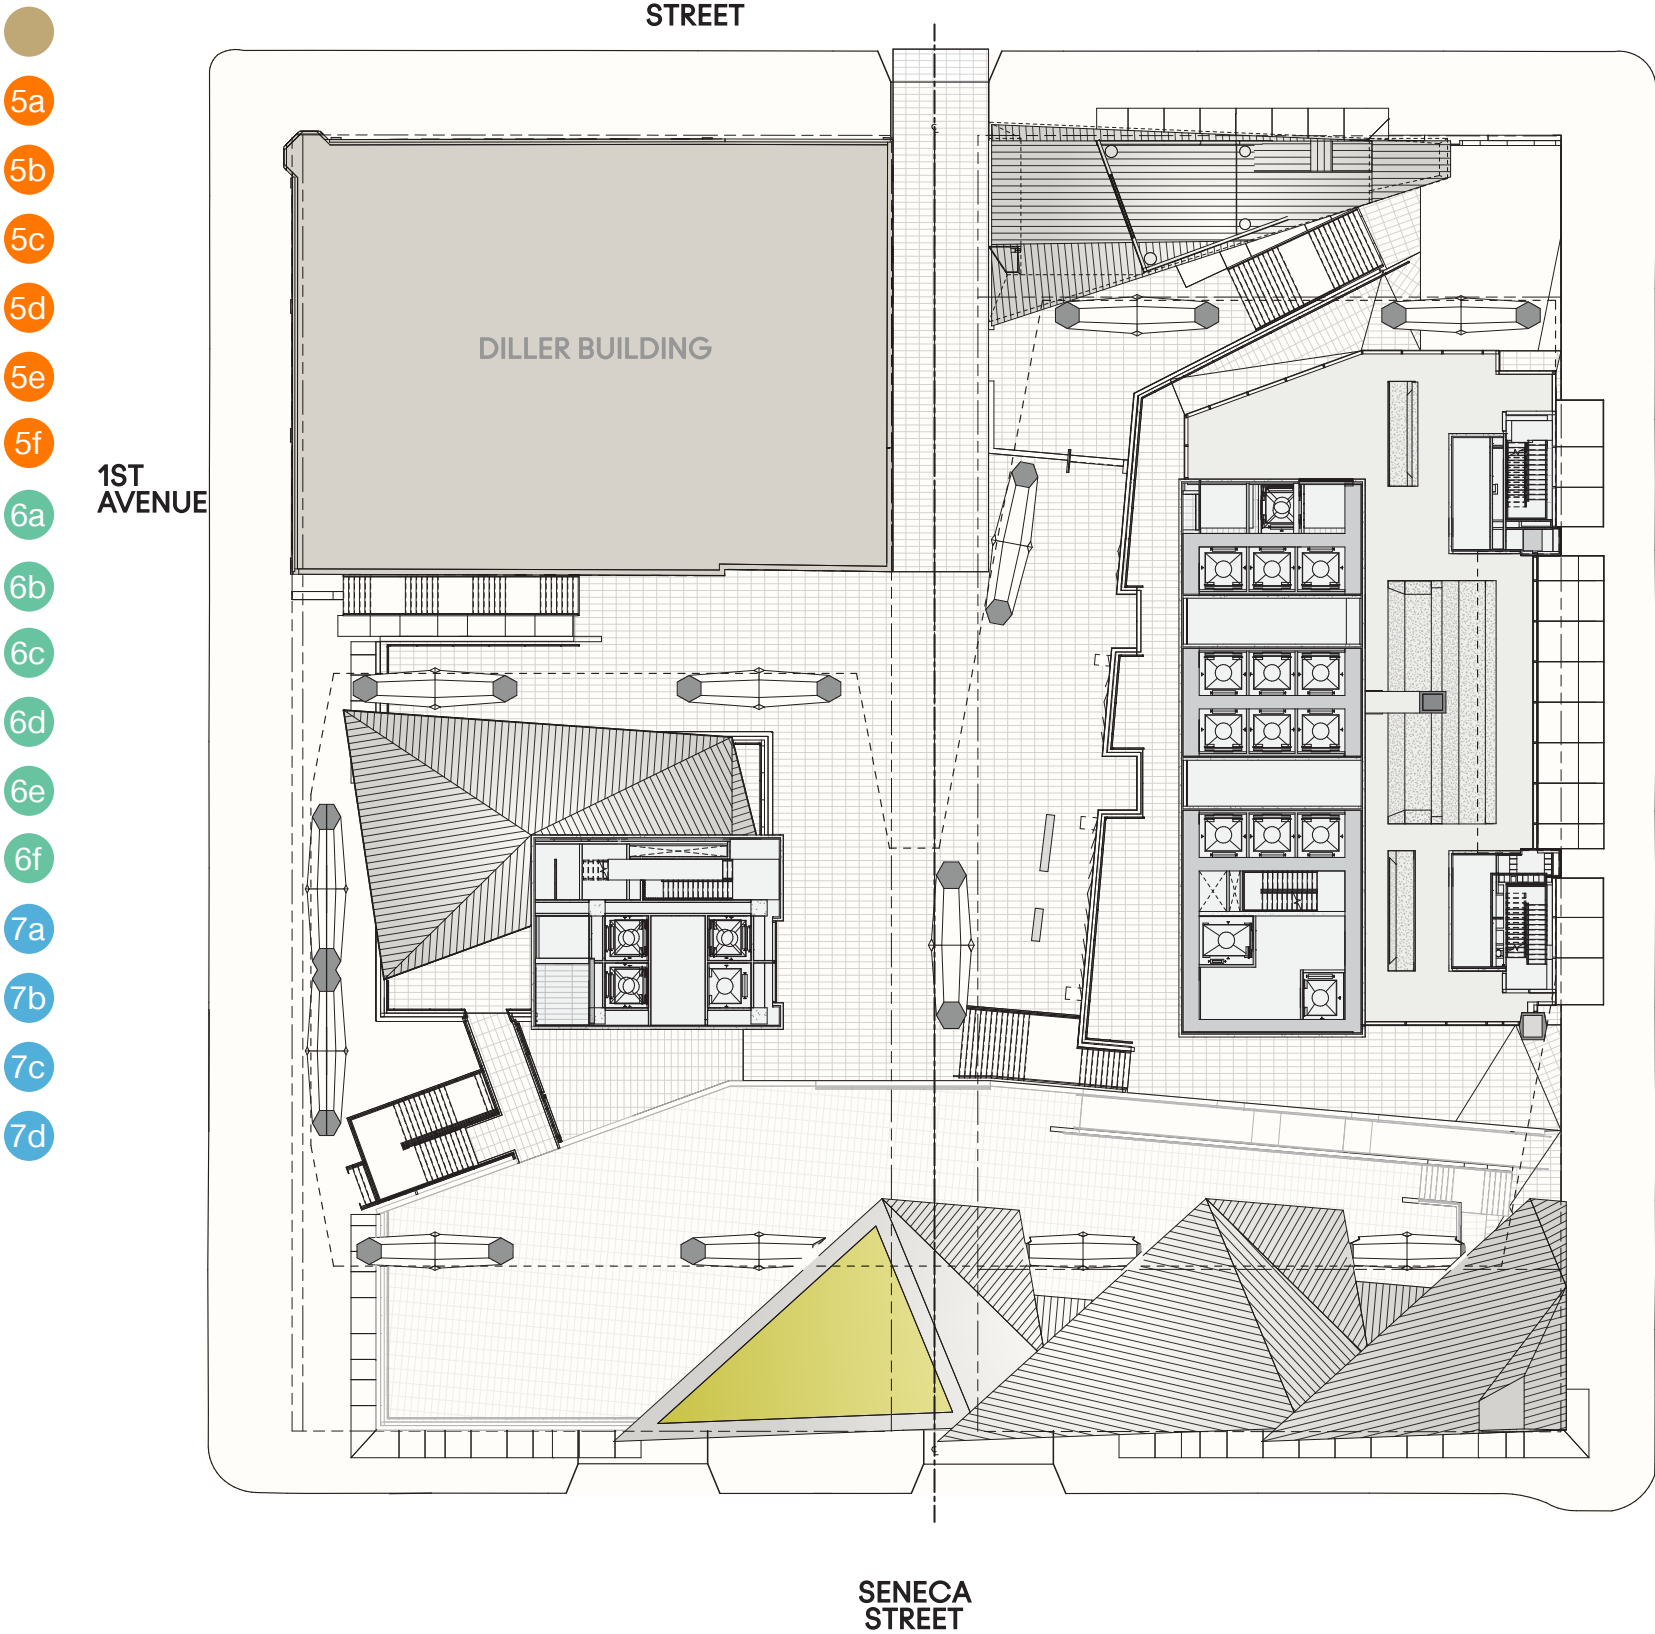 STREET
5a
5b
5c
5d
5e
5f
6a
6b
6c
6d
6e
6f
7a
7b
7c
7d
1ST
AVENUE
DILLER BUILDING
SENECA
STREET